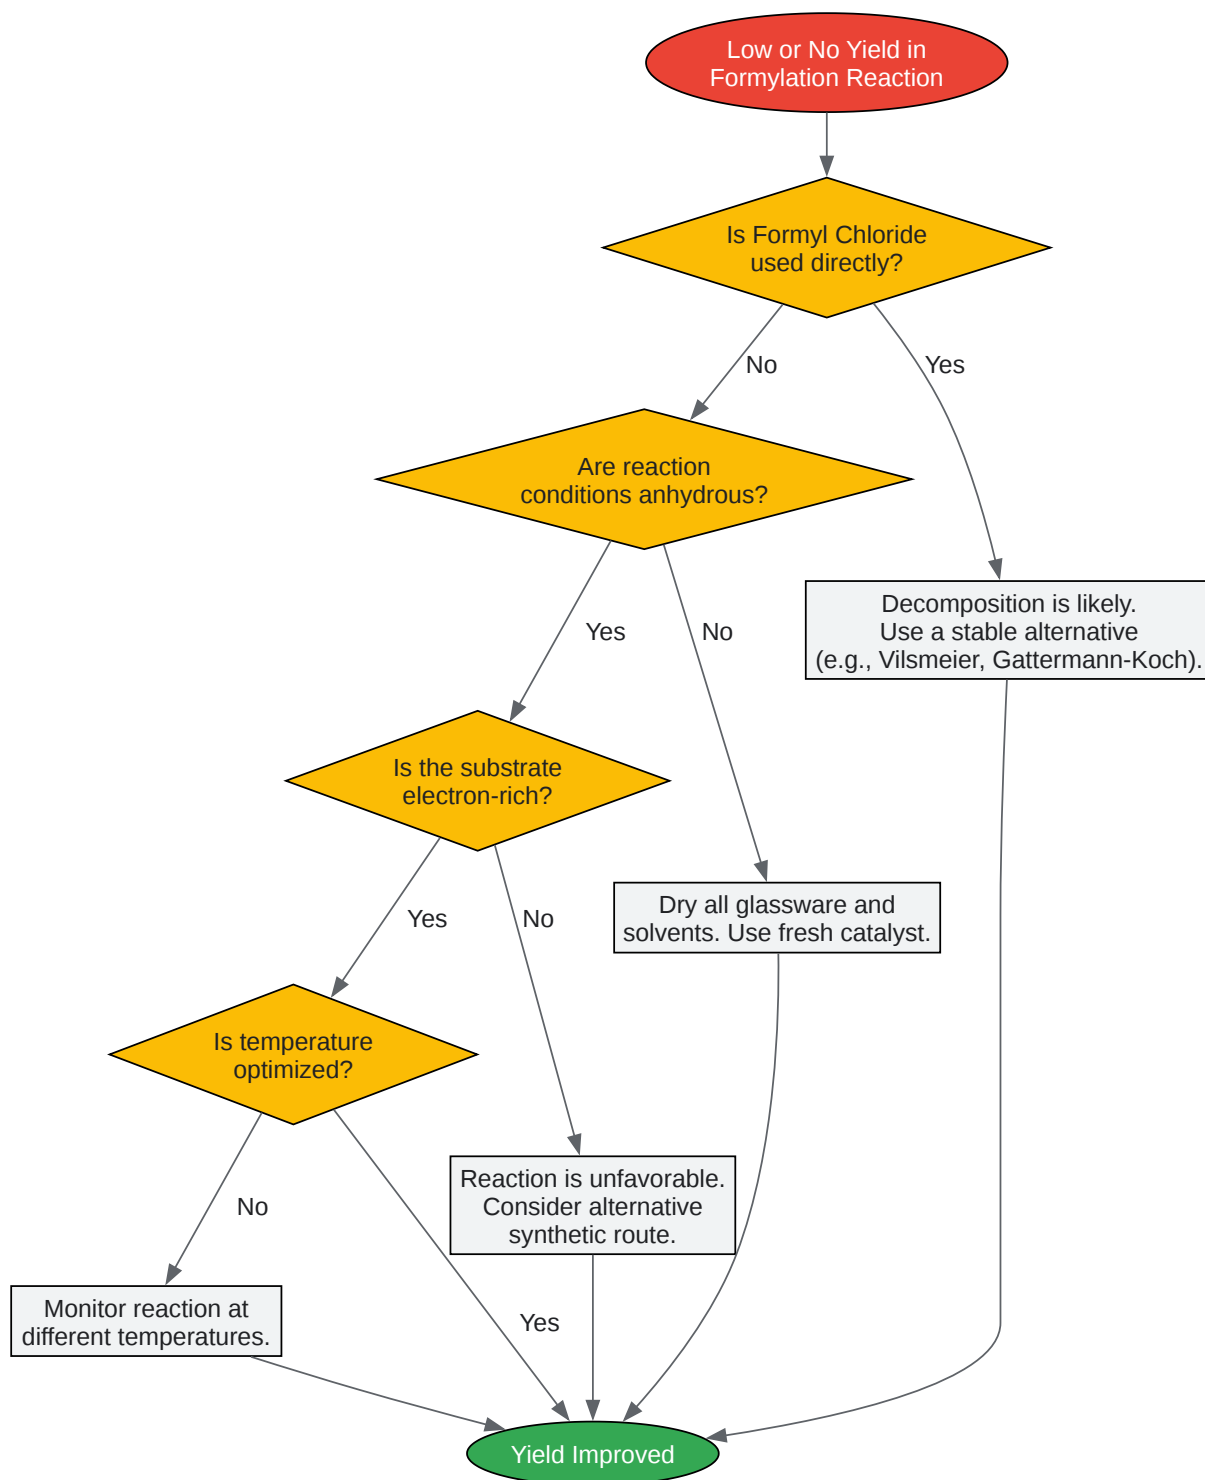 Low or No Yield in
Formylation Reaction
Is Formyl Chloride
used directly?
No
Yes
Are reaction
conditions anhydrous?
Yes
No
Decomposition is likely.
Use a stable alternative
(e.g., Vilsmeier, Gattermann-Koch).
Is the substrate
electron-rich?
Yes
No
Dry all glassware and
solvents. Use fresh catalyst.
Is temperature
optimized?
No
Yes
Reaction is unfavorable.
Consider alternative
synthetic route.
Monitor reaction at
different temperatures.
Yield Improved